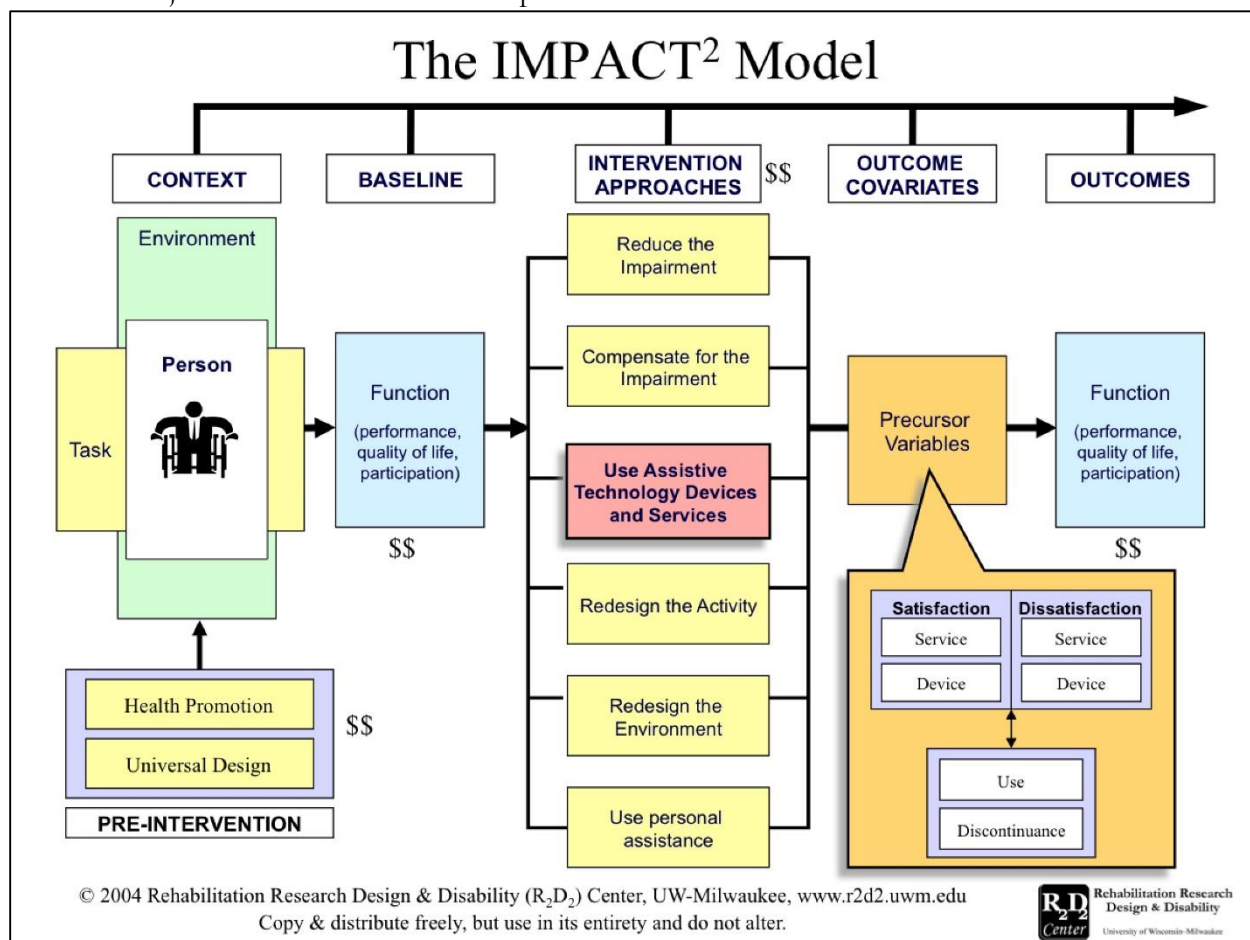 The IMPACT² Model
CONTEXT
BASELINE
INTERVENTION
APPROACHES
$$
OUTCOME
COVARIATES
OUTCOMES
Environment
Person
Task
Function
(performance,
quality of life,
participation)
$$
Health Promotion
Universal Design
$$
PRE-INTERVENTION
Reduce the
Impairment
Compensate for the
Impairment
Use Assistive
Technology Devices
and Services
Redesign the Activity
Redesign the
Environment
Use personal
assistance
Precursor
Variables
Function
(performance,
quality of life,
participation)
$$
Satisfaction
Service
Device
Dissatisfaction
Service
Device
Use
Discontinuance
© 2004 Rehabilitation Research Design & Disability (R₂D₂) Center, UW-Milwaukee, www.r2d2.uwm.edu
Copy & distribute freely, but use in its entirety and do not alter.
R₂D₂
Center
Rehabilitation Research
Design & Disability
University of Wisconsin-Milwaukee